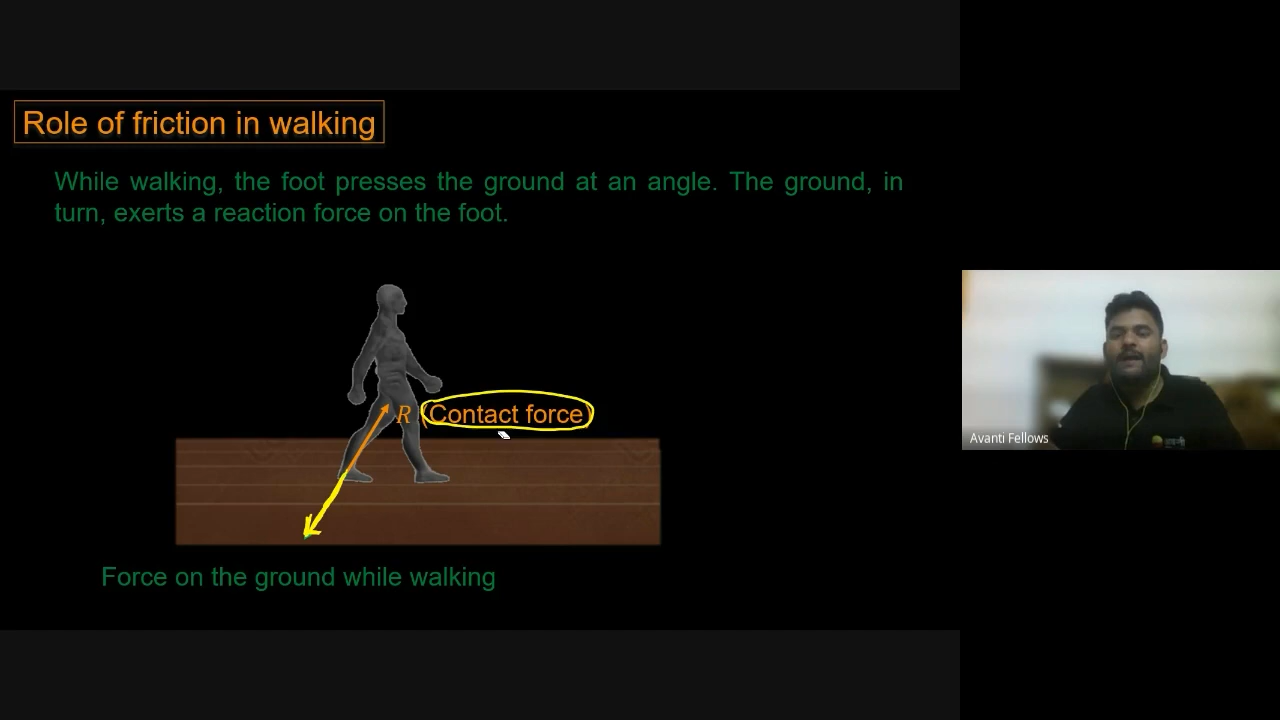 Role of friction in walking
While walking, the foot presses the ground at an angle. The ground, in
turn, exerts a reaction force on the foot.
R (Contact force)
Force on the ground while walking
Avanti Fellows